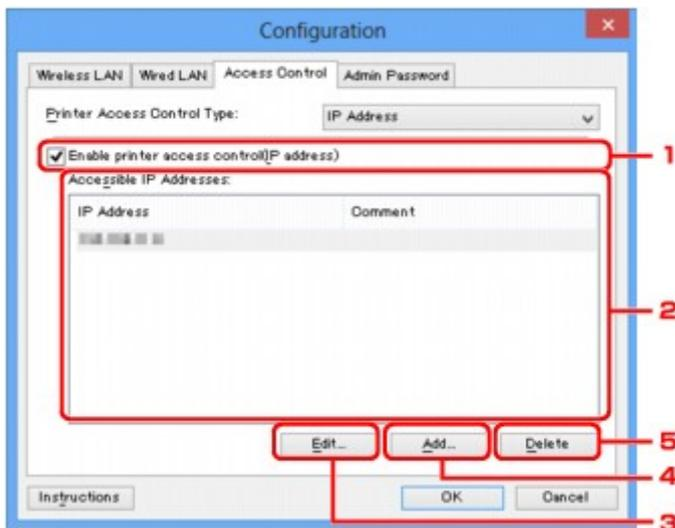 Configuration
Wireless LAN Wired LAN Access Control Admin Password
Printer Access Control Type: IP Address
Enable printer access control(IP address) 1
Accessible IP Addresses:
IP Address Comment
2
Edit... Add... Delete 5
4
Instructions OK Cancel
3